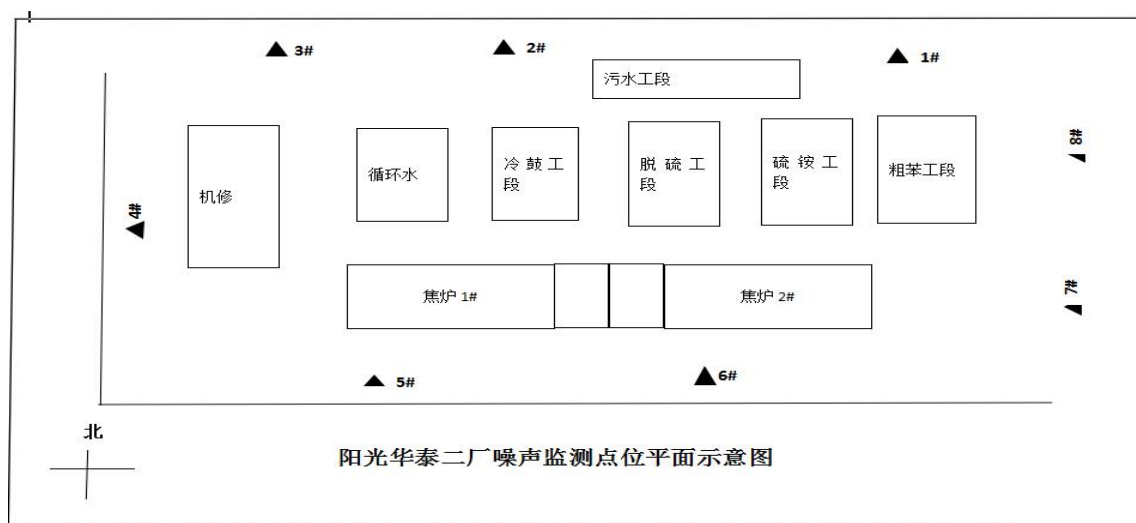 3#
2#
1#
污水工段
8#
机修
循环水
冷鼓工
段
脱硫工
段
硫铵工
段
粗苯工段
4#
焦炉 1#
焦炉 2#
7#
5#
6#
北
阳光华泰二厂噪声监测点位平面示意图